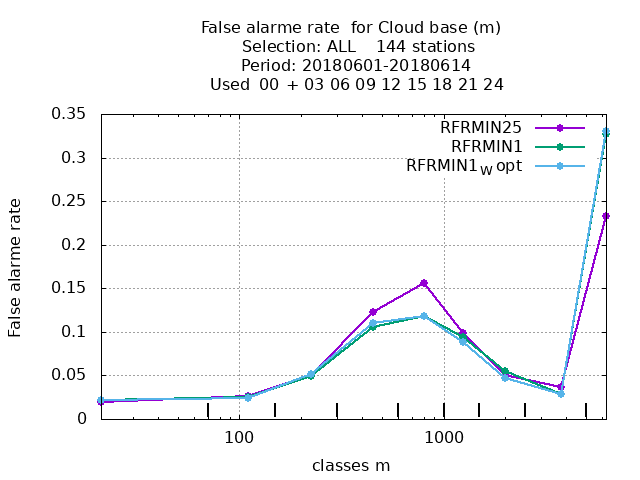 False alarme rate  for Cloud base (m)
Selection: ALL    144 stations
Period: 20180601-20180614
Used  00 + 03 06 09 12 15 18 21 24
RFRMIN25
RFRMIN1
RFRMIN1W opt
False alarme rate
0.35
0.3
0.25
0.2
0.15
0.1
0.05
0
100
1000
classes m